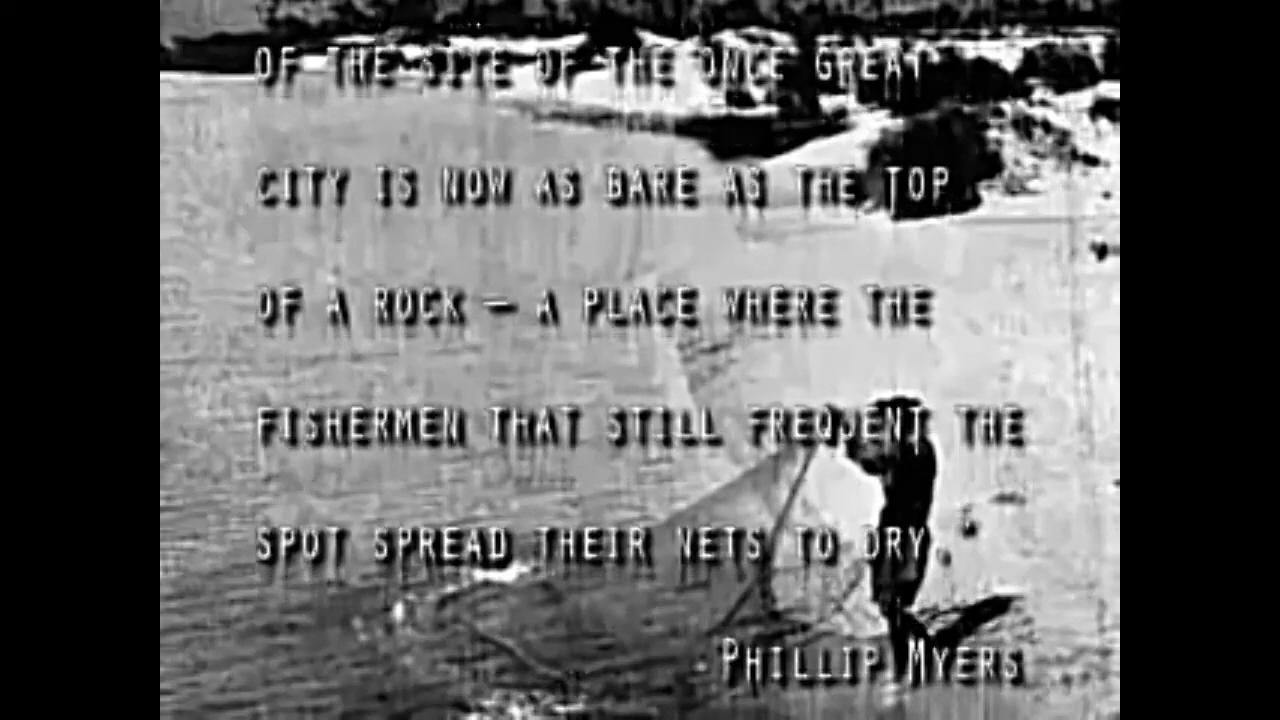 OF THE SITE OF THE ONCE GREAT
CITY IS NOW AS BARE AS THE TOP
OF A ROCK – A PLACE WHERE THE
FISHERMEN THAT STILL FREQUENT THE
SPOT SPREAD THEIR NETS TO DRY
- PHILLIP MYERS